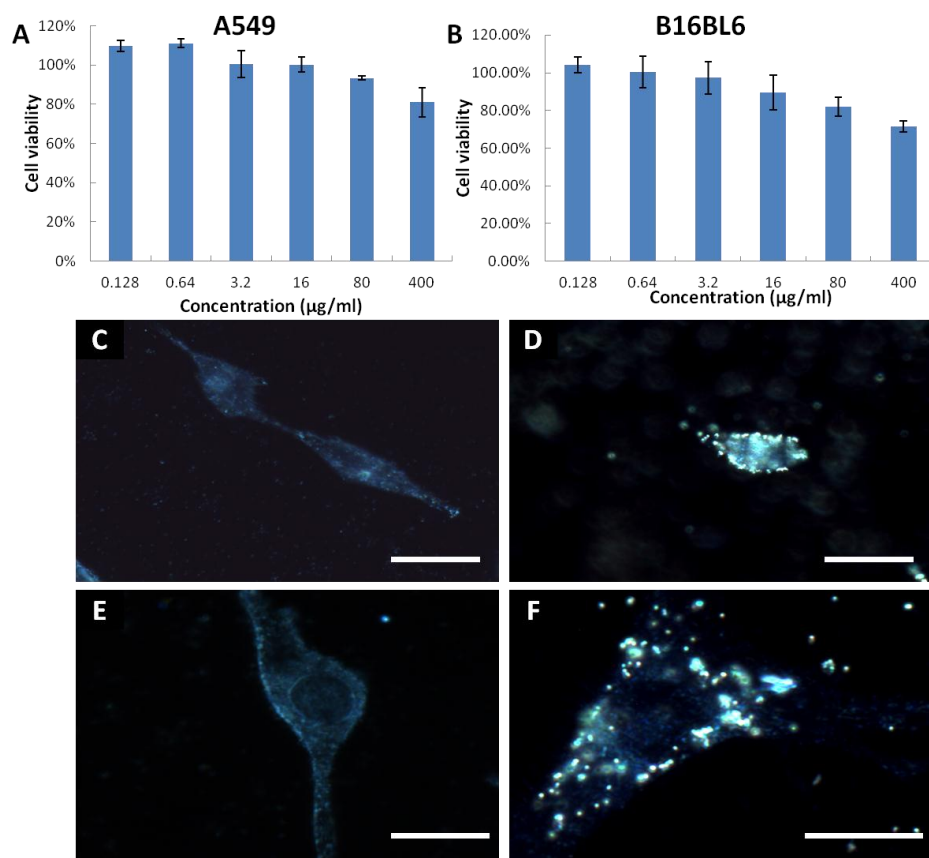 A
A549
120%
100%
80%
60%
40%
20%
0%
Cell viability
0.128
0.64
3.2
16
80
400
Concentration (µg/ml)
B
B16BL6
120.00%
100.00%
80.00%
60.00%
40.00%
20.00%
0.00%
Cell viability
0.128
0.64
3.2
16
80
400
Concentration (µg/ml)
C
D
E
F